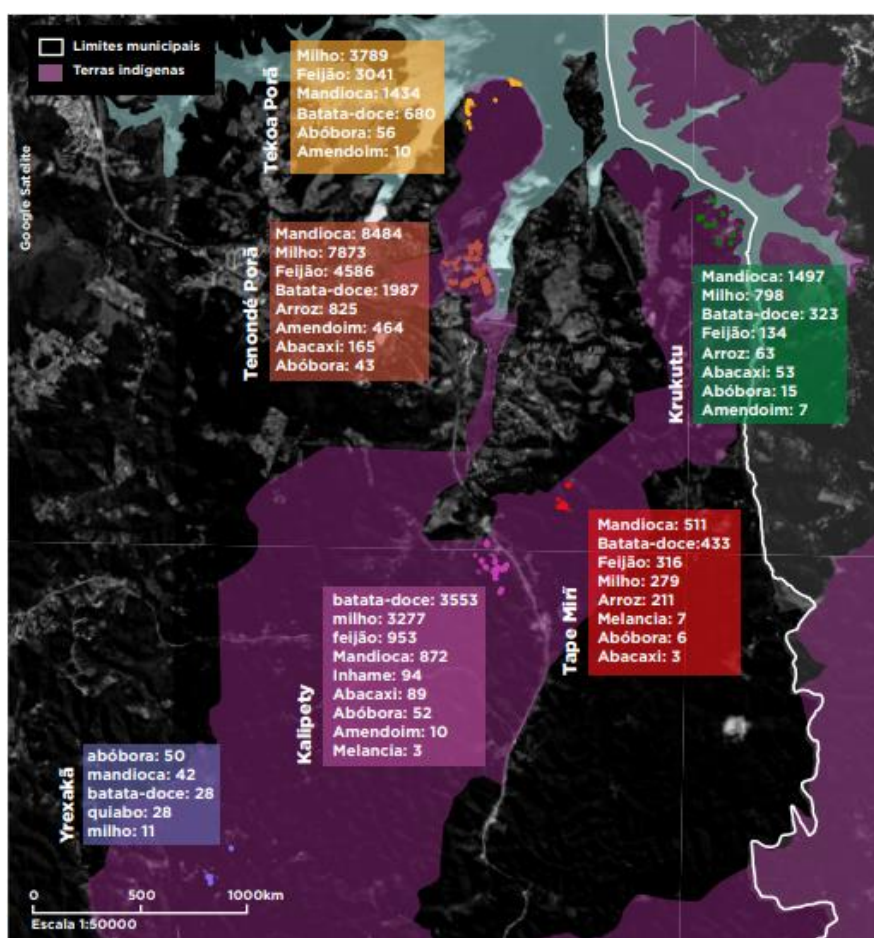 Limites municipais
Terras indígenas
Google Satelite
Tekoa Porã
Milho: 3789
Feijão: 3041
Mandioca: 1434
Batata-doce: 680
Abóbora: 56
Amendoim: 10
Tenondé Porã
Mandioca: 8484
Milho: 7873
Feijão: 4586
Batata-doce: 1987
Arroz: 825
Amendoim: 464
Abacaxi: 165
Abóbora: 43
Krukutu
Mandioca: 1497
Milho: 798
Batata-doce: 323
Feijão: 134
Arroz: 63
Abacaxi: 53
Abóbora: 15
Amendoim: 7
Tape Mirĩ
Mandioca: 511
Batata-doce:433
Feijão: 316
Milho: 279
Arroz: 211
Melancia: 7
Abóbora: 6
Abacaxi: 3
Kalipety
batata-doce: 3553
milho: 3277
feijão: 953
Mandioca: 872
Inhame: 94
Abacaxi: 89
Abóbora: 52
Amendoim: 10
Melancia: 3
Yrexakã
abóbora: 50
mandioca: 42
batata-doce: 28
quiabo: 28
milho: 11
0 500 1000km
Escala 1:50000